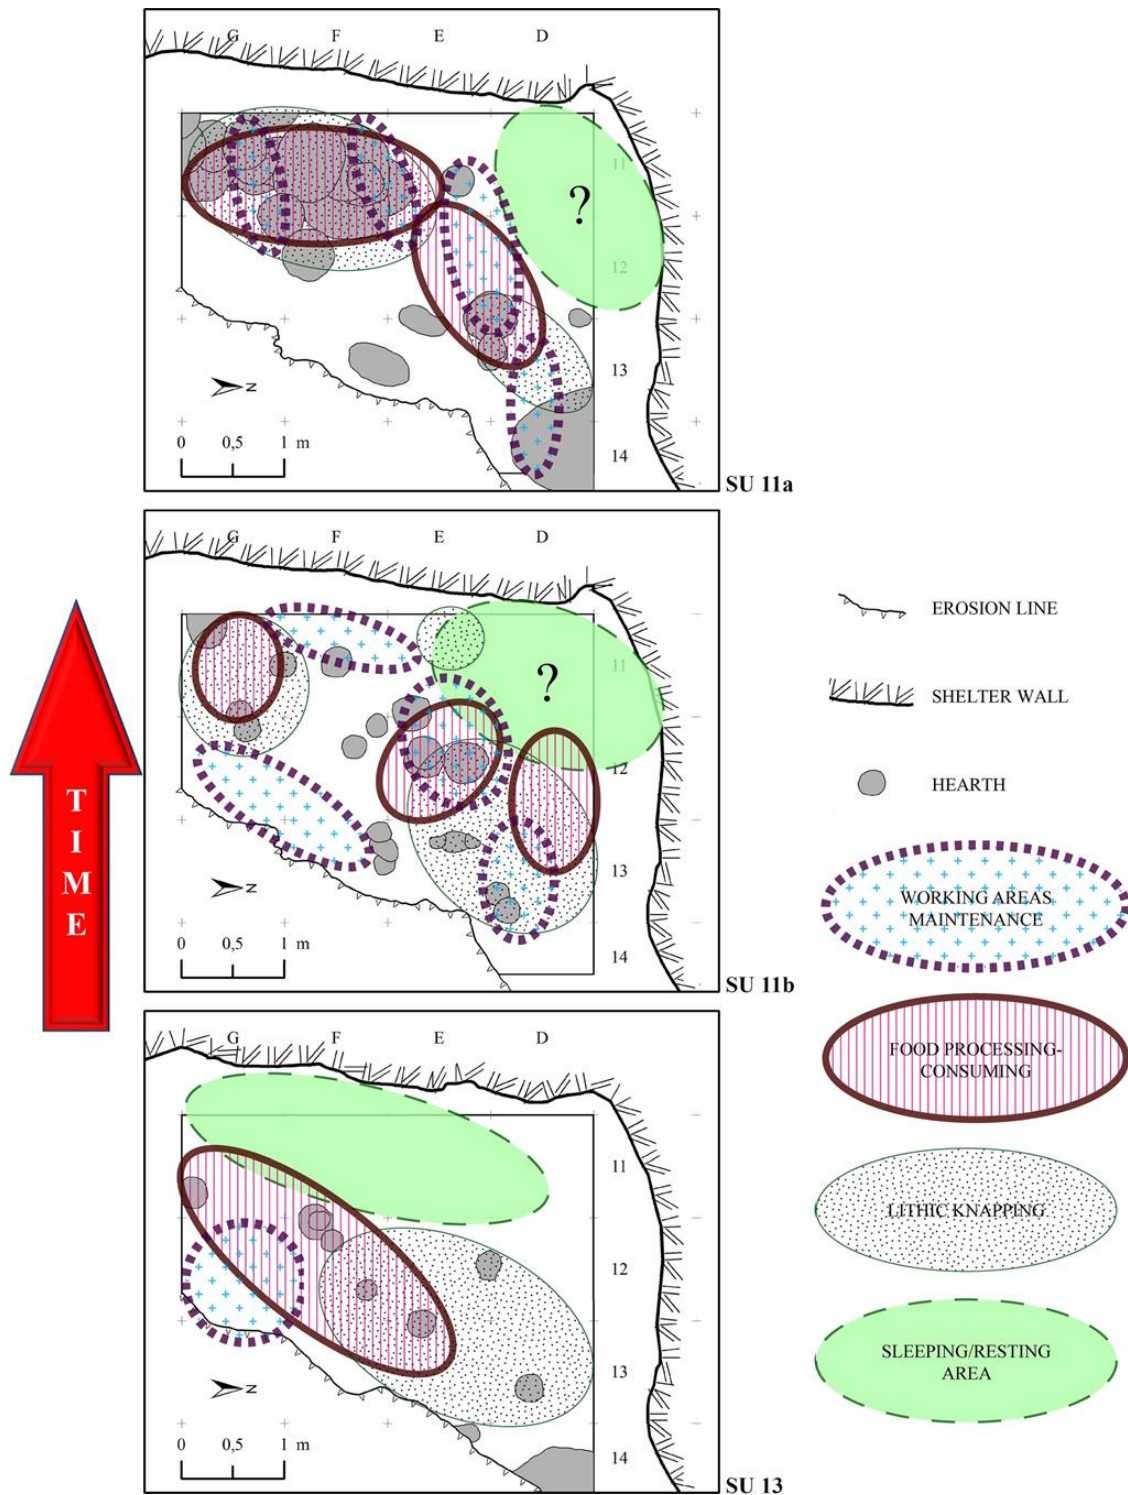 G F E D
?
11
12
13
14
N
0 0,5 1 m
SU 11a
G F E D
?
11
12
13
14
N
0 0,5 1 m
SU 11b
G F E D
11
12
13
14
N
0 0,5 1 m
SU 13
TIME
EROSION LINE
SHELTER WALL
HEARTH
WORKING AREAS
MAINTENANCE
FOOD PROCESSING-
CONSUMING
LITHIC KNAPPING
SLEEPING/RESTING
AREA